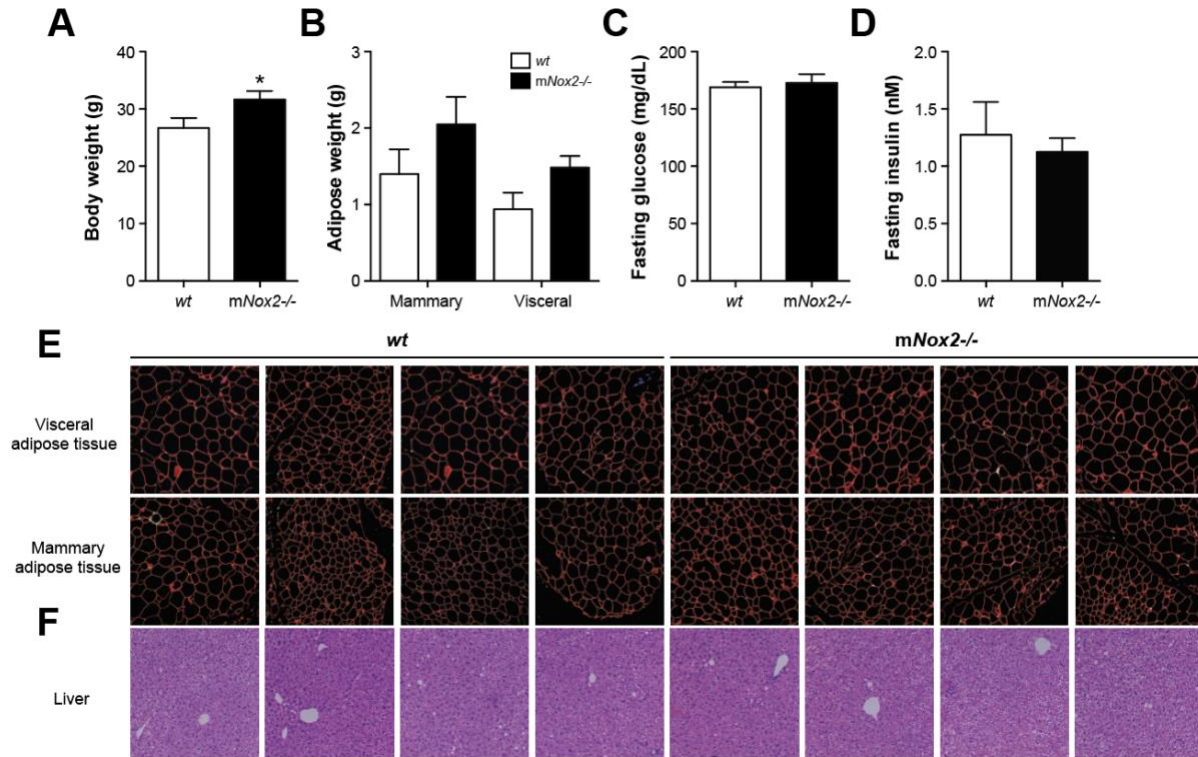 A
Body weight (g)
40
30
20
10
0
*
wt
mNox2-/-
B
Adipose weight (g)
3
2
1
0
wt
mNox2-/-
Mammary
Visceral
C
Fasting glucose (mg/dL)
200
150
100
50
0
wt
mNox2-/-
D
Fasting insulin (nM)
2.0
1.5
1.0
0.5
0.0
wt
mNox2-/-
E
wt
mNox2-/-
Visceral
adipose tissue
Mammary
adipose tissue
F
Liver